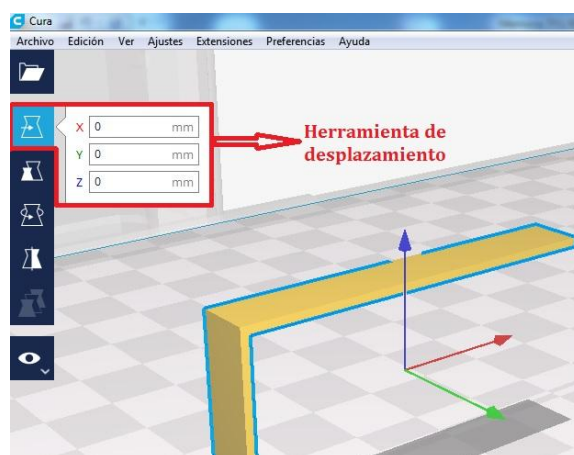 Cura
Archivo Edición Ver Ajustes Extensiones Preferencias Ayuda
X 0 mm
Y 0 mm
Z 0 mm
Herramienta de
desplazamiento